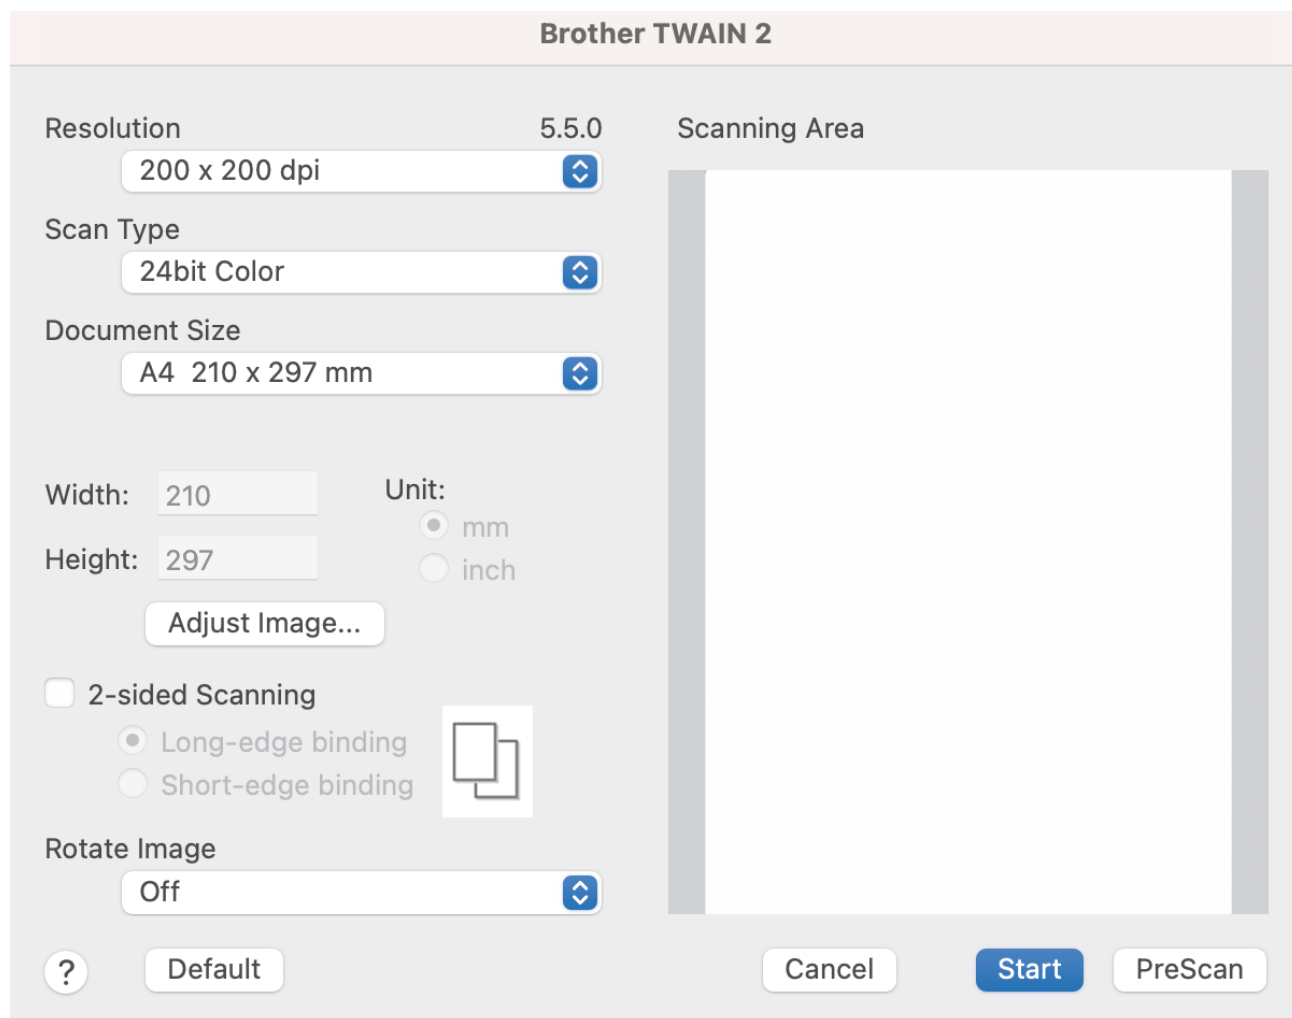 Brother TWAIN 2
Resolution 5.5.0
200 x 200 dpi
Scan Type
24bit Color
Document Size
A4 210 x 297 mm
Width: 210
Height: 297
Unit:
mm
inch
Adjust Image...
2-sided Scanning
Long-edge binding
Short-edge binding
Rotate Image
Off
Scanning Area
? Default Cancel Start PreScan